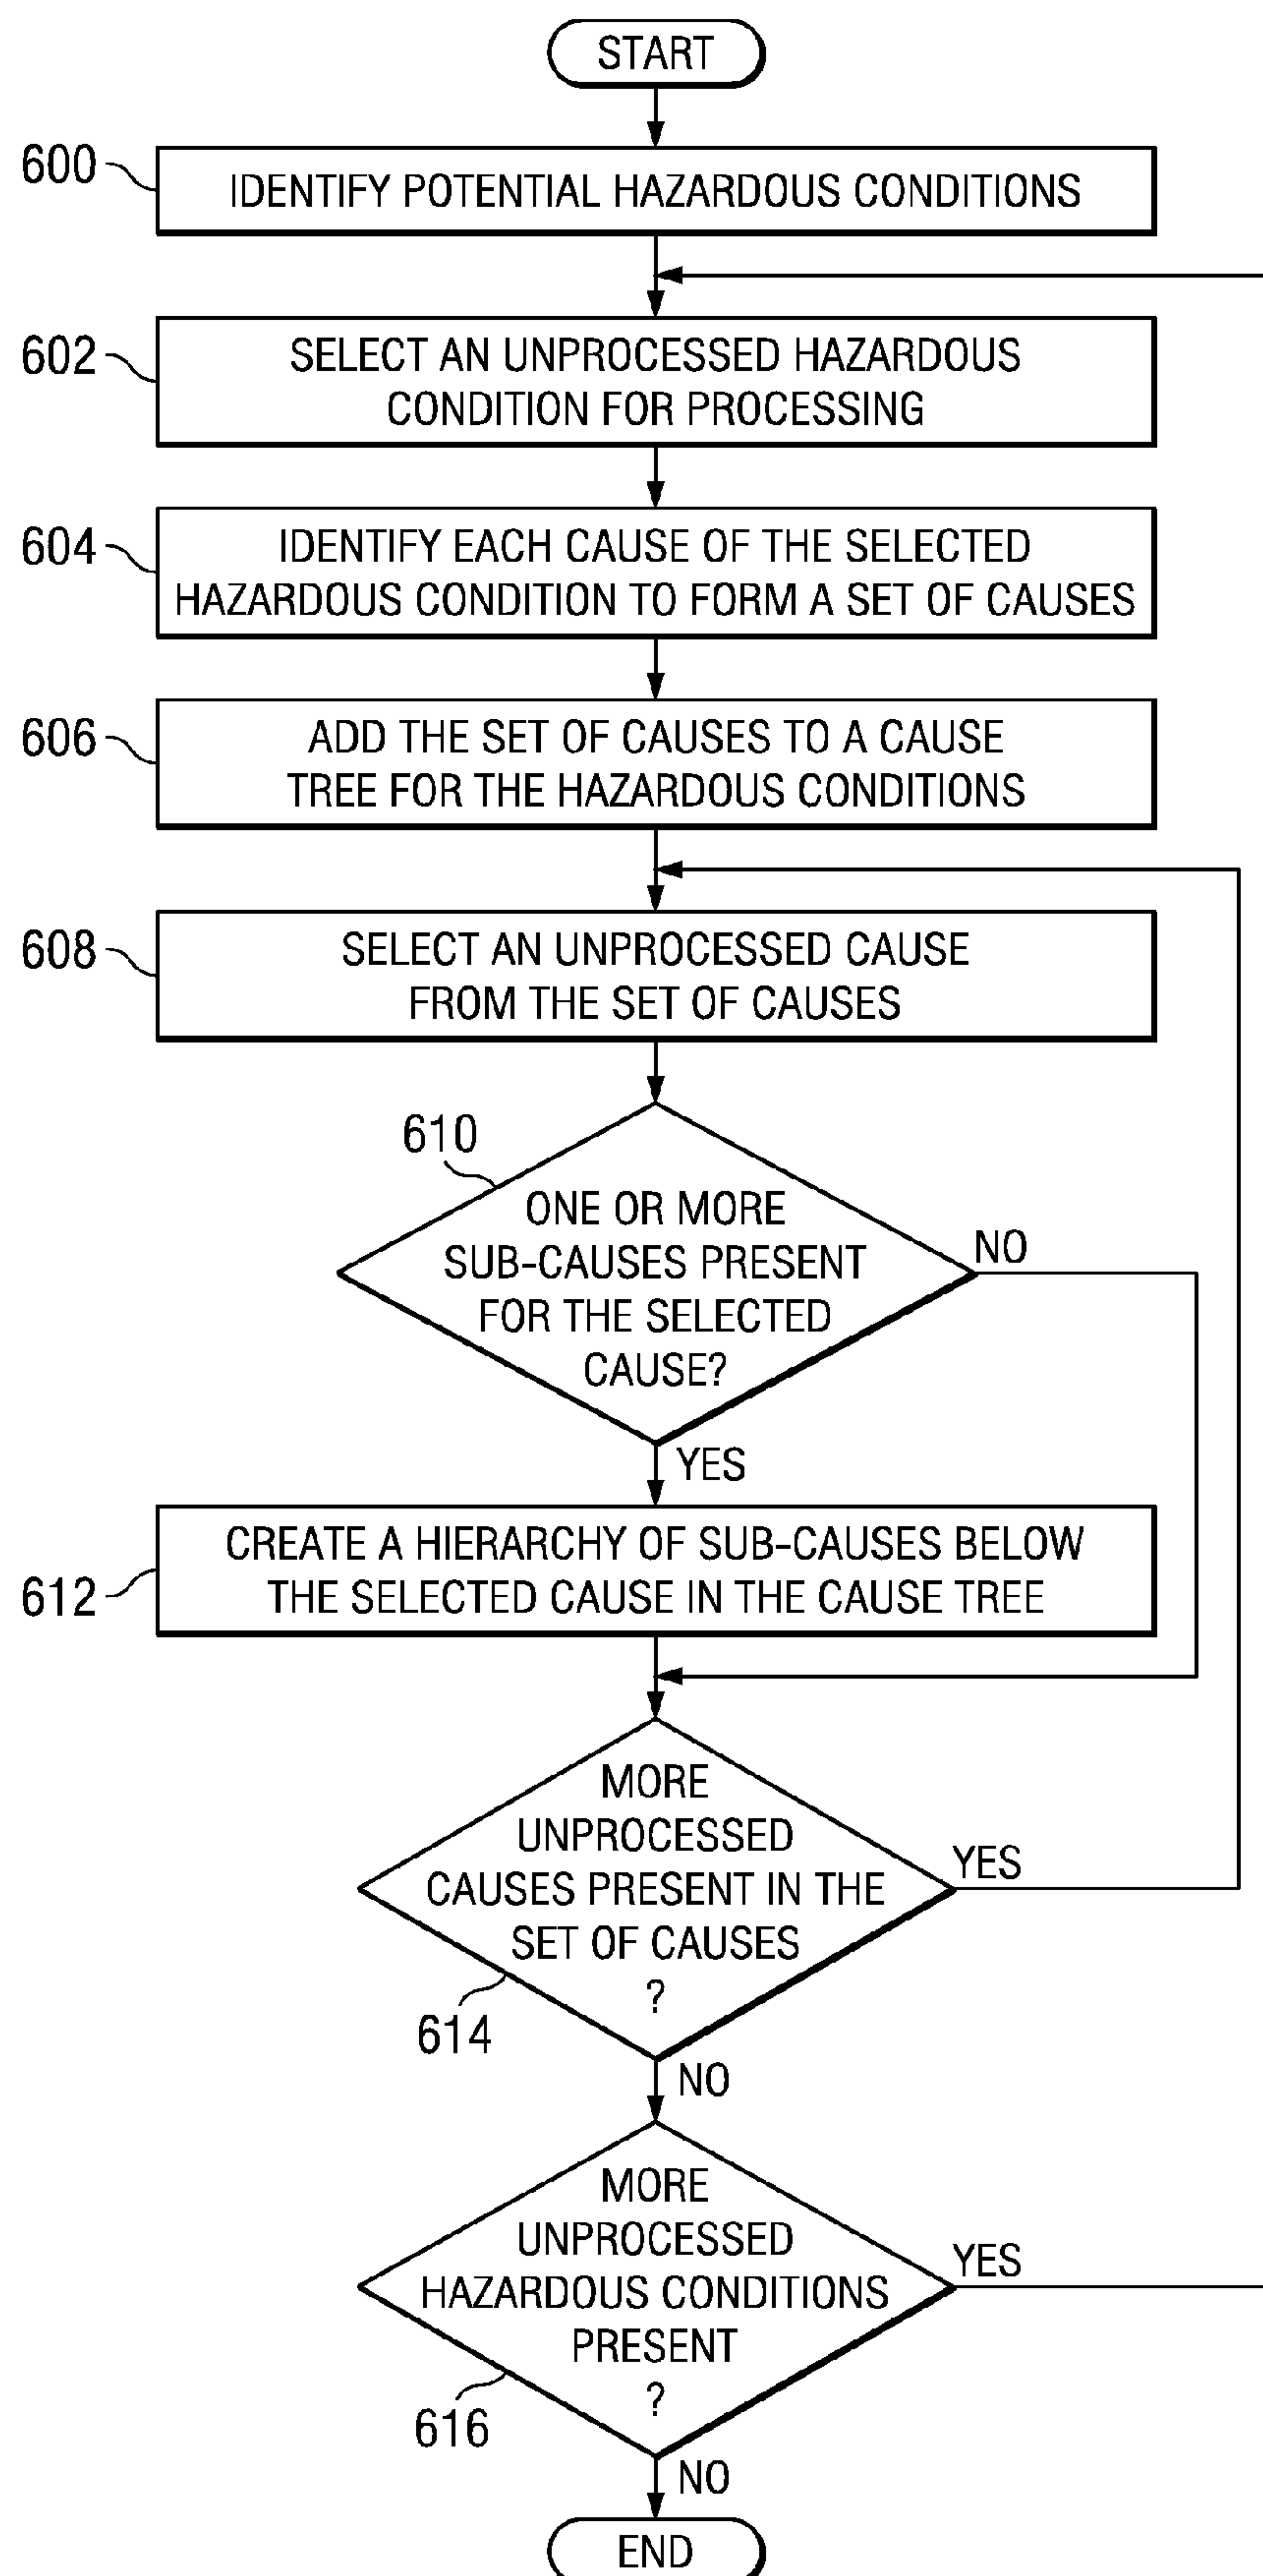 START
600
IDENTIFY POTENTIAL HAZARDOUS CONDITIONS
602
SELECT AN UNPROCESSED HAZARDOUS
CONDITION FOR PROCESSING
604
IDENTIFY EACH CAUSE OF THE SELECTED
HAZARDOUS CONDITION TO FORM A SET OF CAUSES
606
ADD THE SET OF CAUSES TO A CAUSE
TREE FOR THE HAZARDOUS CONDITIONS
608
SELECT AN UNPROCESSED CAUSE
FROM THE SET OF CAUSES
610
ONE OR MORE
SUB-CAUSES PRESENT
FOR THE SELECTED
CAUSE?
NO
YES
612
CREATE A HIERARCHY OF SUB-CAUSES BELOW
THE SELECTED CAUSE IN THE CAUSE TREE
MORE
UNPROCESSED
CAUSES PRESENT IN THE
SET OF CAUSES
?
YES
614
NO
MORE
UNPROCESSED
HAZARDOUS CONDITIONS
PRESENT
?
YES
616
NO
END